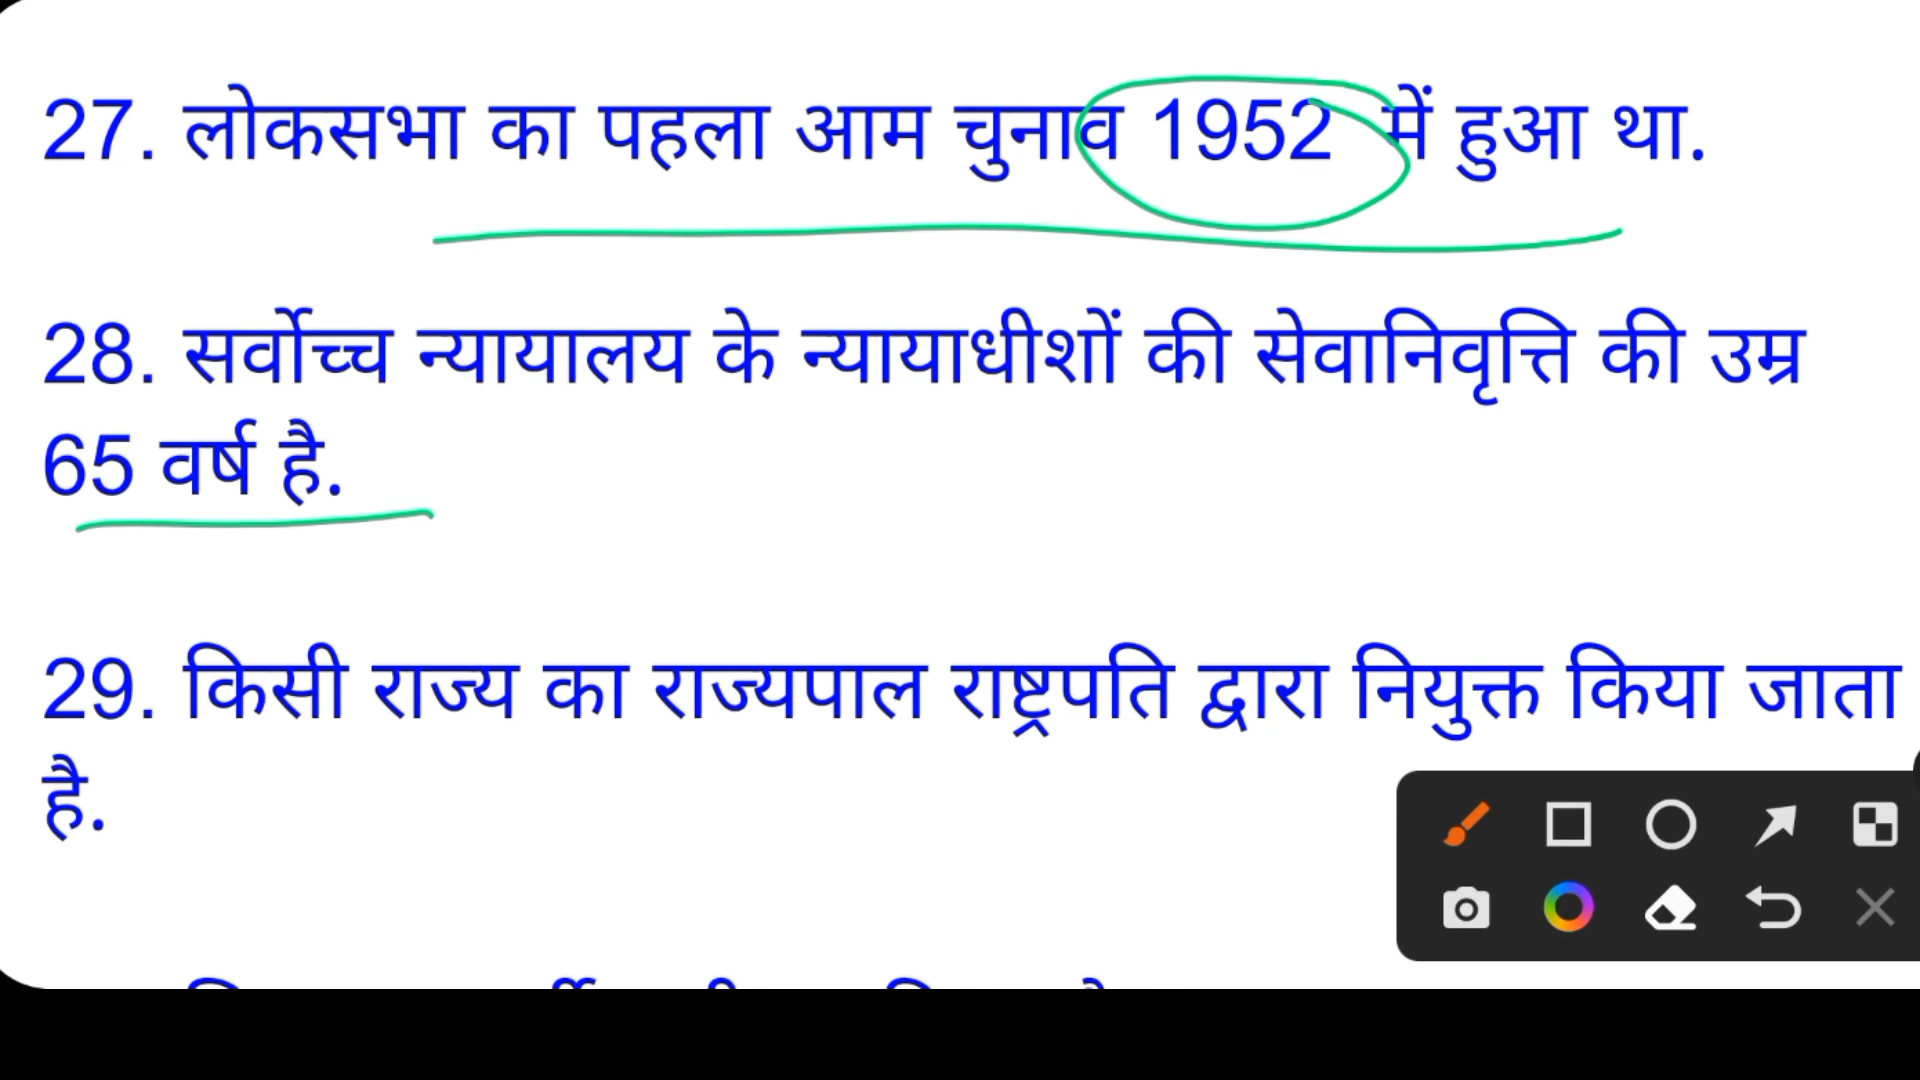 27. लोकसभा का पहला आम चुनाव 1952 में हुआ था.
28. सर्वोच्च न्यायालय के न्यायाधीशों की सेवानिवृत्ति की उम्र
65 वर्ष है.
29. किसी राज्य का राज्यपाल राष्ट्रपति द्वारा नियुक्त किया जाता
है.